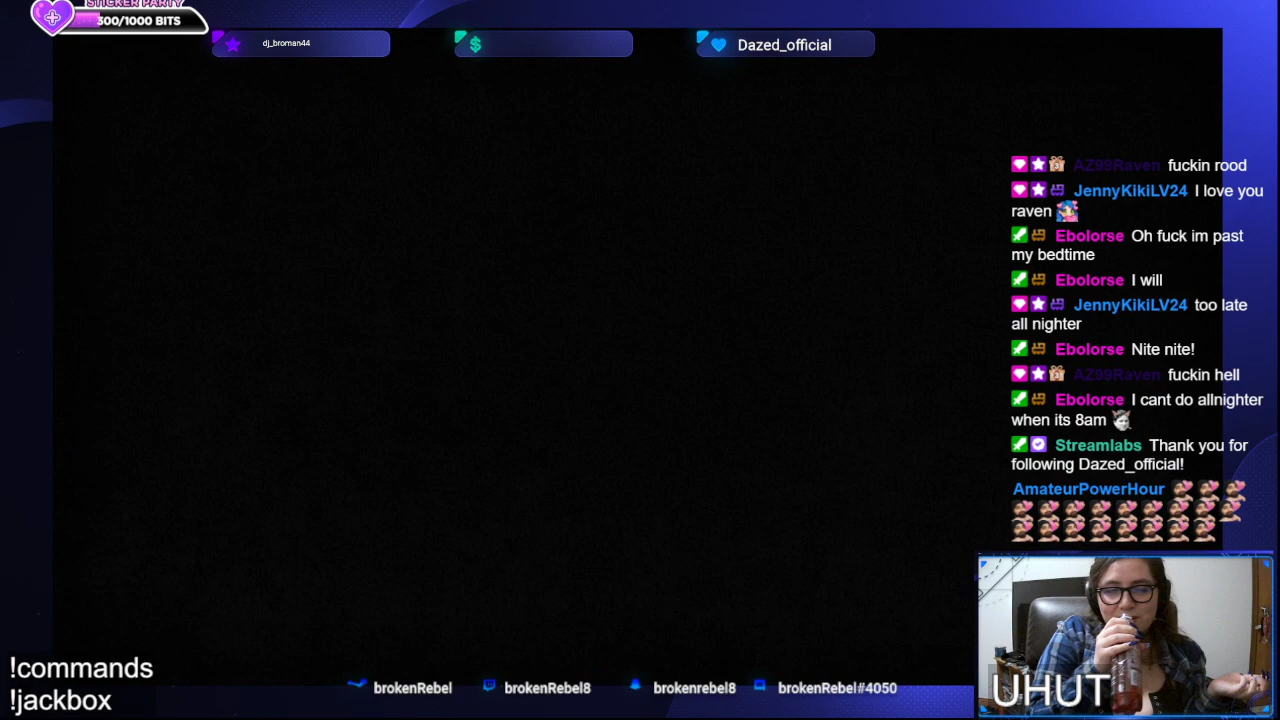 STICKER PARTY
300/1000 BITS
dj_broman44
$
Dazed_official
AZ99Raven fuckin rood
JennyKikiLV24 I love you
raven
Ebolorse Oh fuck im past
my bedtime
Ebolorse I will
JennyKikiLV24 too late
all nighter
Ebolorse Nite nite!
AZ99Raven fuckin hell
Ebolorse I cant do allnighter
when its 8am
Streamlabs Thank you for
following Dazed_official!
AmateurPowerHour
!commands
!jackbox
brokenRebel
brokenRebel8
brokenrebel8
brokenRebel#4050
UHUT